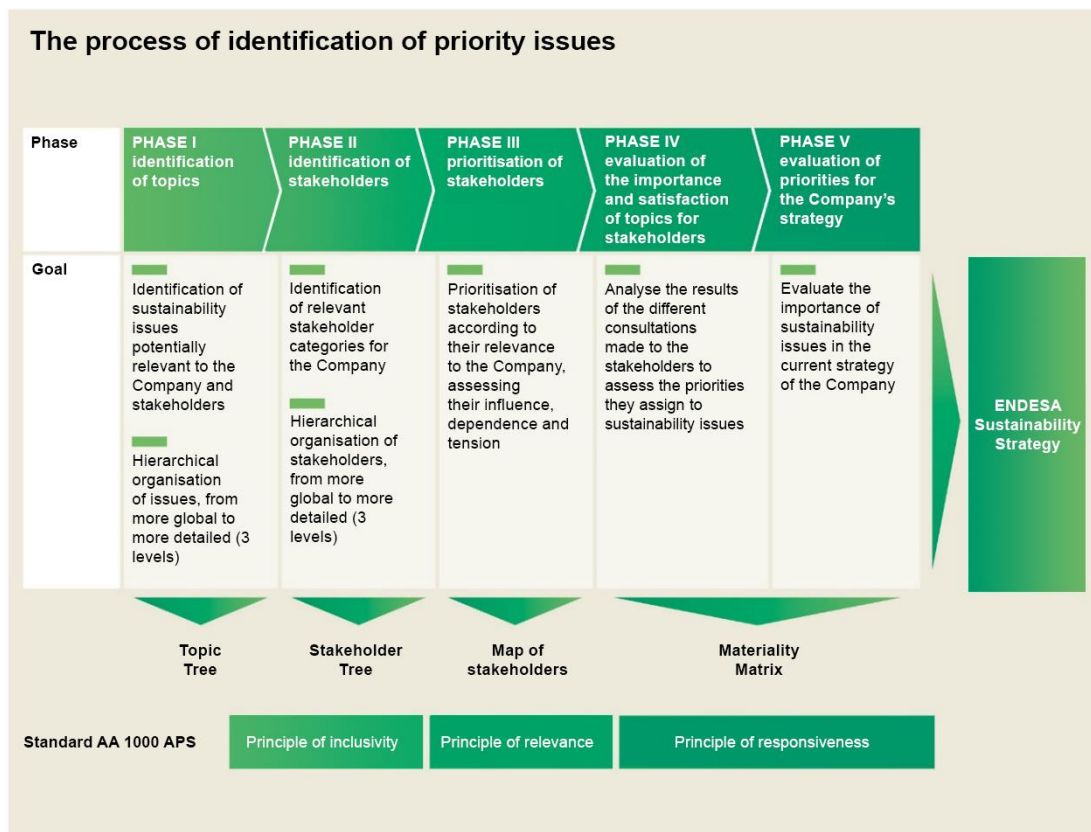 The process of identification of priority issues
Phase
PHASE I
identification
of topics
PHASE II
identification of
stakeholders
PHASE III
prioritisation of
stakeholders
PHASE IV
evaluation of
the importance
and satisfaction
of topics for
stakeholders
PHASE V
evaluation of
priorities for
the Company's
strategy
Goal
Identification of
sustainability
issues
potentially
relevant to the
Company and
stakeholders
Hierarchical
organisation
of issues, from
more global to
more detailed (3
levels)
Identification
of relevant
stakeholder
categories for
the Company
Hierarchical
organisation of
stakeholders,
from more
global to more
detailed (3
levels)
Prioritisation of
stakeholders
according to
their relevance
to the Company,
assessing
their influence,
dependence and
tension
Analyse the results
of the different
consultations
made to the
stakeholders to
assess the priorities
they assign to
sustainability issues
Evaluate the
importance of
sustainability
issues in the
current strategy
of the Company
ENDESA
Sustainability
Strategy
Topic
Tree
Stakeholder
Tree
Map of
stakeholders
Materiality
Matrix
Standard AA 1000 APS
Principle of inclusivity
Principle of relevance
Principle of responsiveness